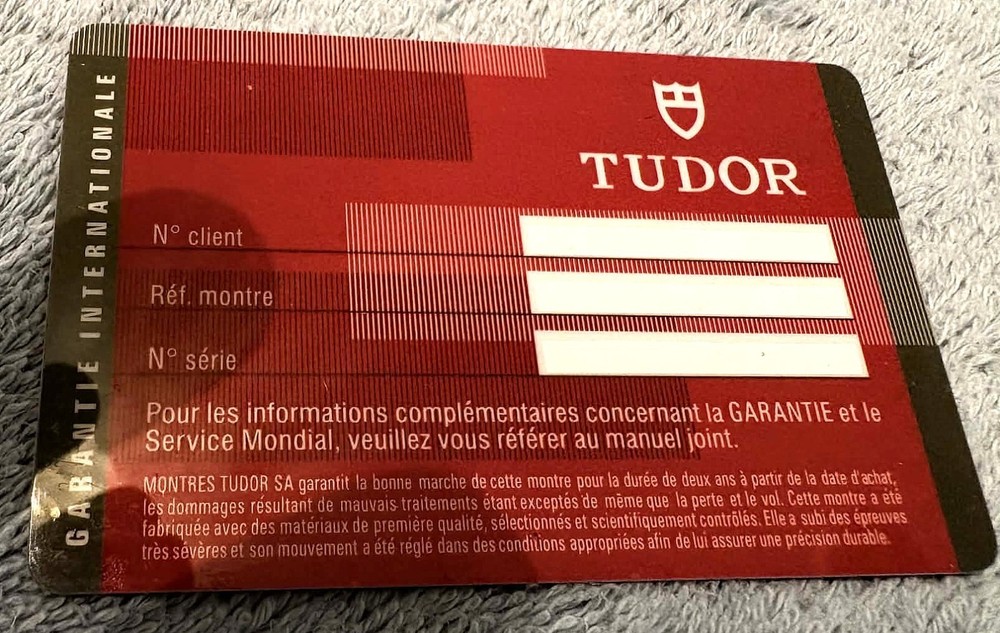 GARANTIE INTERNATIONALE
TUDOR
N° client
Réf. montre
N° série
Pour les informations complémentaires concernant la GARANTIE et le
Service Mondial, veuillez vous référer au manuel joint.
MONTRES TUDOR SA garantit la bonne marche de cette montre pour la durée de deux ans à partir de la date d'achat,
les dommages résultant de mauvais traitements étant exceptés de même que la perte et le vol. Cette montre a été
fabriquée avec des matériaux de première qualité, sélectionnés et scientifiquement contrôlés. Elle a subi des épreuves
très sévères et son mouvement a été réglé dans des conditions appropriées afin de lui assurer une précision durable.